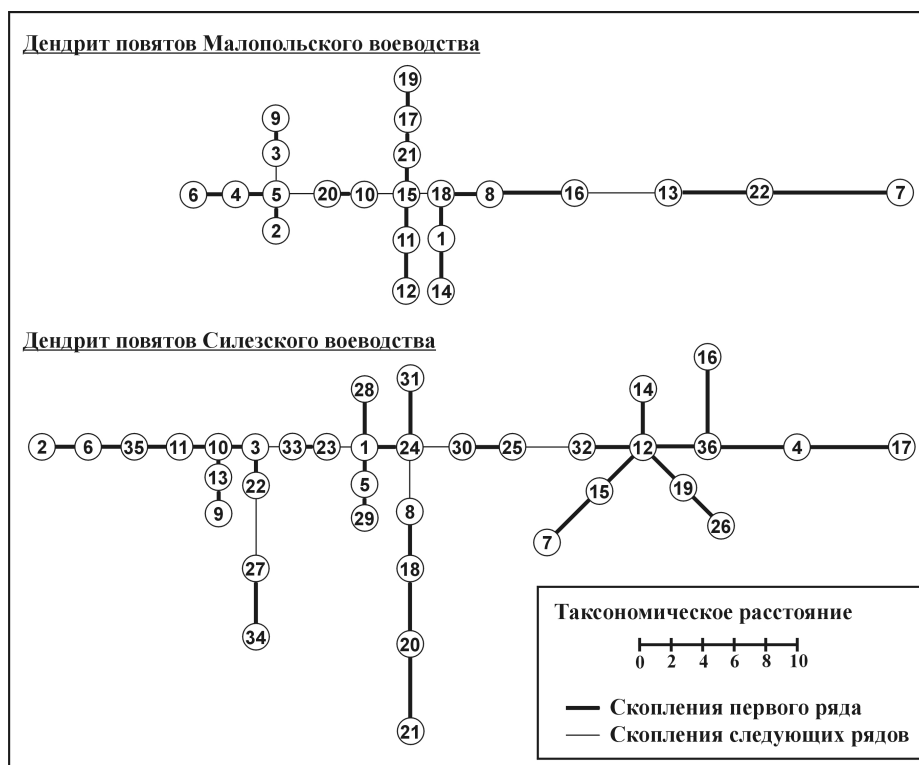 Дендрит повятов Малопольского воеводства
19
9 17
3 21
6 4 5 20 10 15 18 8 16 13 22 7
2 11 1
12 14
Дендрит повятов Силезского воеводства
16
28 31 14
2 6 35 11 10 3 33 23 1 24 30 25 32 12 36 4 17
13 22 5 15 19
9 29 8 26
7
27 18
34 20
21
Таксономическое расстояние
0 2 4 6 8 10
Скопления первого ряда
Скопления следующих рядов